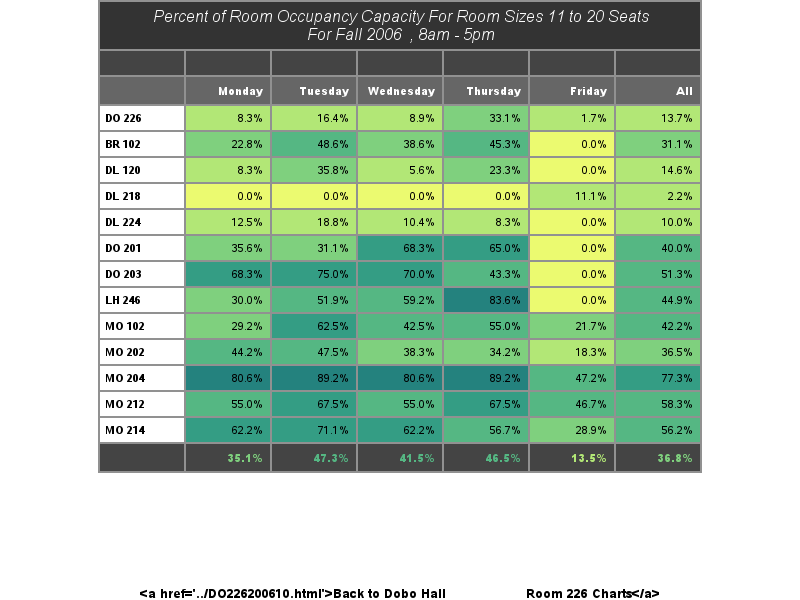 Percent of Room Occupancy Capacity For Room Sizes 11 to 20 Seats
For Fall 2006 , 8am - 5pm
Monday Tuesday Wednesday Thursday Friday All
DO 226 8.3% 16.4% 8.9% 33.1% 1.7% 13.7%
BR 102 22.8% 48.6% 38.6% 45.3% 0.0% 31.1%
DL 120 8.3% 35.8% 5.6% 23.3% 0.0% 14.6%
DL 218 0.0% 0.0% 0.0% 0.0% 11.1% 2.2%
DL 224 12.5% 18.8% 10.4% 8.3% 0.0% 10.0%
DO 201 35.6% 31.1% 68.3% 65.0% 0.0% 40.0%
DO 203 68.3% 75.0% 70.0% 43.3% 0.0% 51.3%
LH 246 30.0% 51.9% 59.2% 83.6% 0.0% 44.9%
MO 102 29.2% 62.5% 42.5% 55.0% 21.7% 42.2%
MO 202 44.2% 47.5% 38.3% 34.2% 18.3% 36.5%
MO 204 80.6% 89.2% 80.6% 89.2% 47.2% 77.3%
MO 212 55.0% 67.5% 55.0% 67.5% 46.7% 58.3%
MO 214 62.2% 71.1% 62.2% 56.7% 28.9% 56.2%
35.1% 47.3% 41.5% 46.5% 13.5% 36.8%
<a href='../DO226200610.html'>Back to Dobo Hall Room 226 Charts</a>